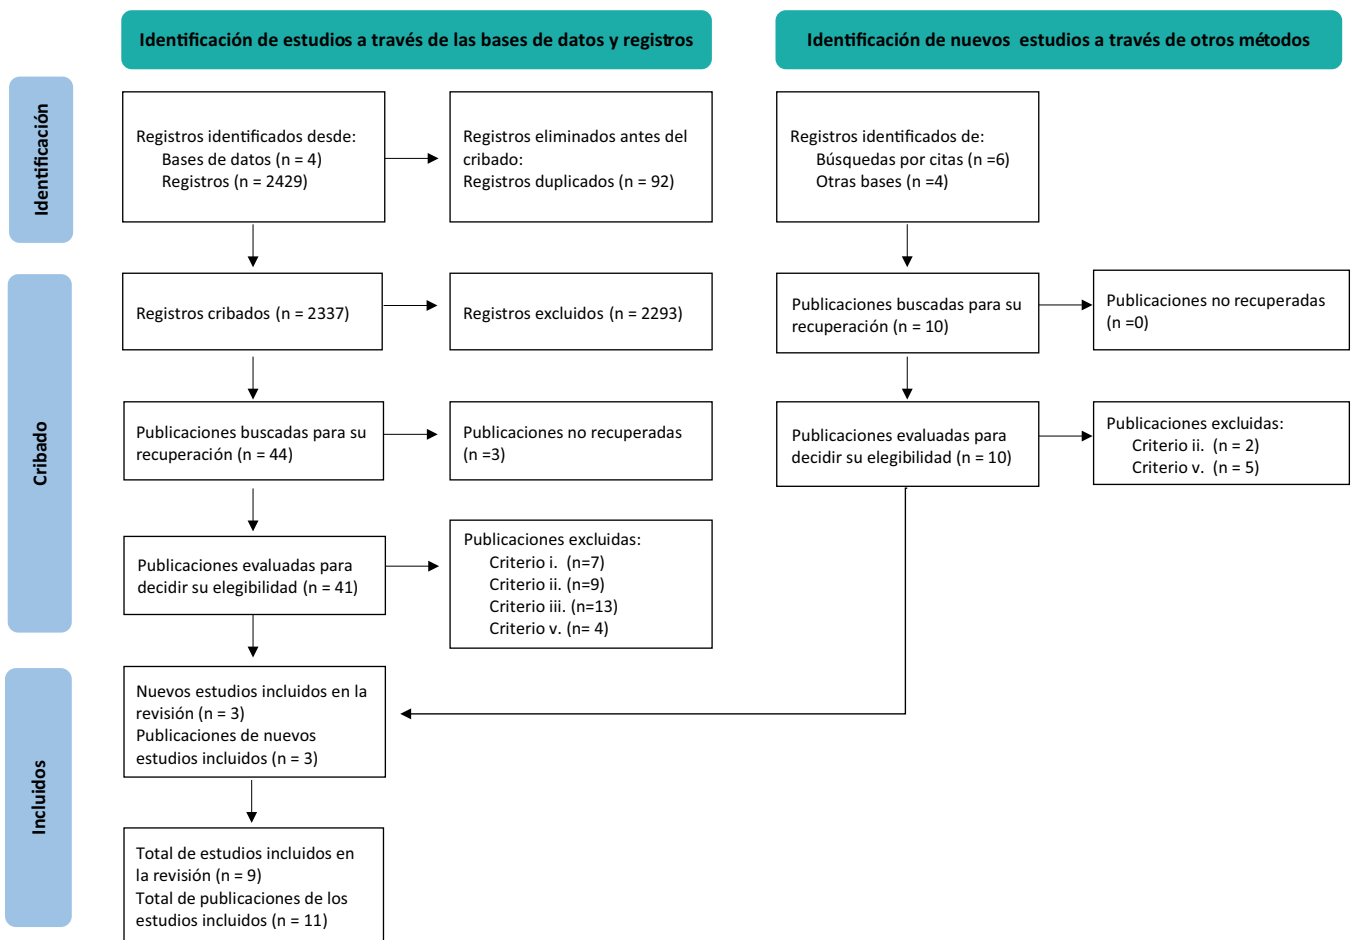 Identificación de estudios a través de las bases de datos y registros
Identificación de nuevos estudios a través de otros métodos
Identificación
Registros identificados desde:
Bases de datos (n = 4)
Registros (n = 2429)
Registros eliminados antes del
cribado:
Registros duplicados (n = 92)
Registros identificados de:
Búsquedas por citas (n =6)
Otras bases (n =4)
Cribado
Registros cribados (n = 2337)
Registros excluidos (n = 2293)
Publicaciones buscadas para su
recuperación (n = 10)
Publicaciones no recuperadas
(n =0)
Publicaciones buscadas para su
recuperación (n = 44)
Publicaciones no recuperadas
(n =3)
Publicaciones evaluadas para
decidir su elegibilidad (n = 10)
Publicaciones excluidas:
Criterio ii. (n = 2)
Criterio v. (n = 5)
Publicaciones evaluadas para
decidir su elegibilidad (n = 41)
Publicaciones excluidas:
Criterio i. (n=7)
Criterio ii. (n=9)
Criterio iii. (n=13)
Criterio v. (n= 4)
Incluidos
Nuevos estudios incluidos en la
revisión (n = 3)
Publicaciones de nuevos
estudios incluidos (n = 3)
Total de estudios incluidos en
la revisión (n = 9)
Total de publicaciones de los
estudios incluidos (n = 11)